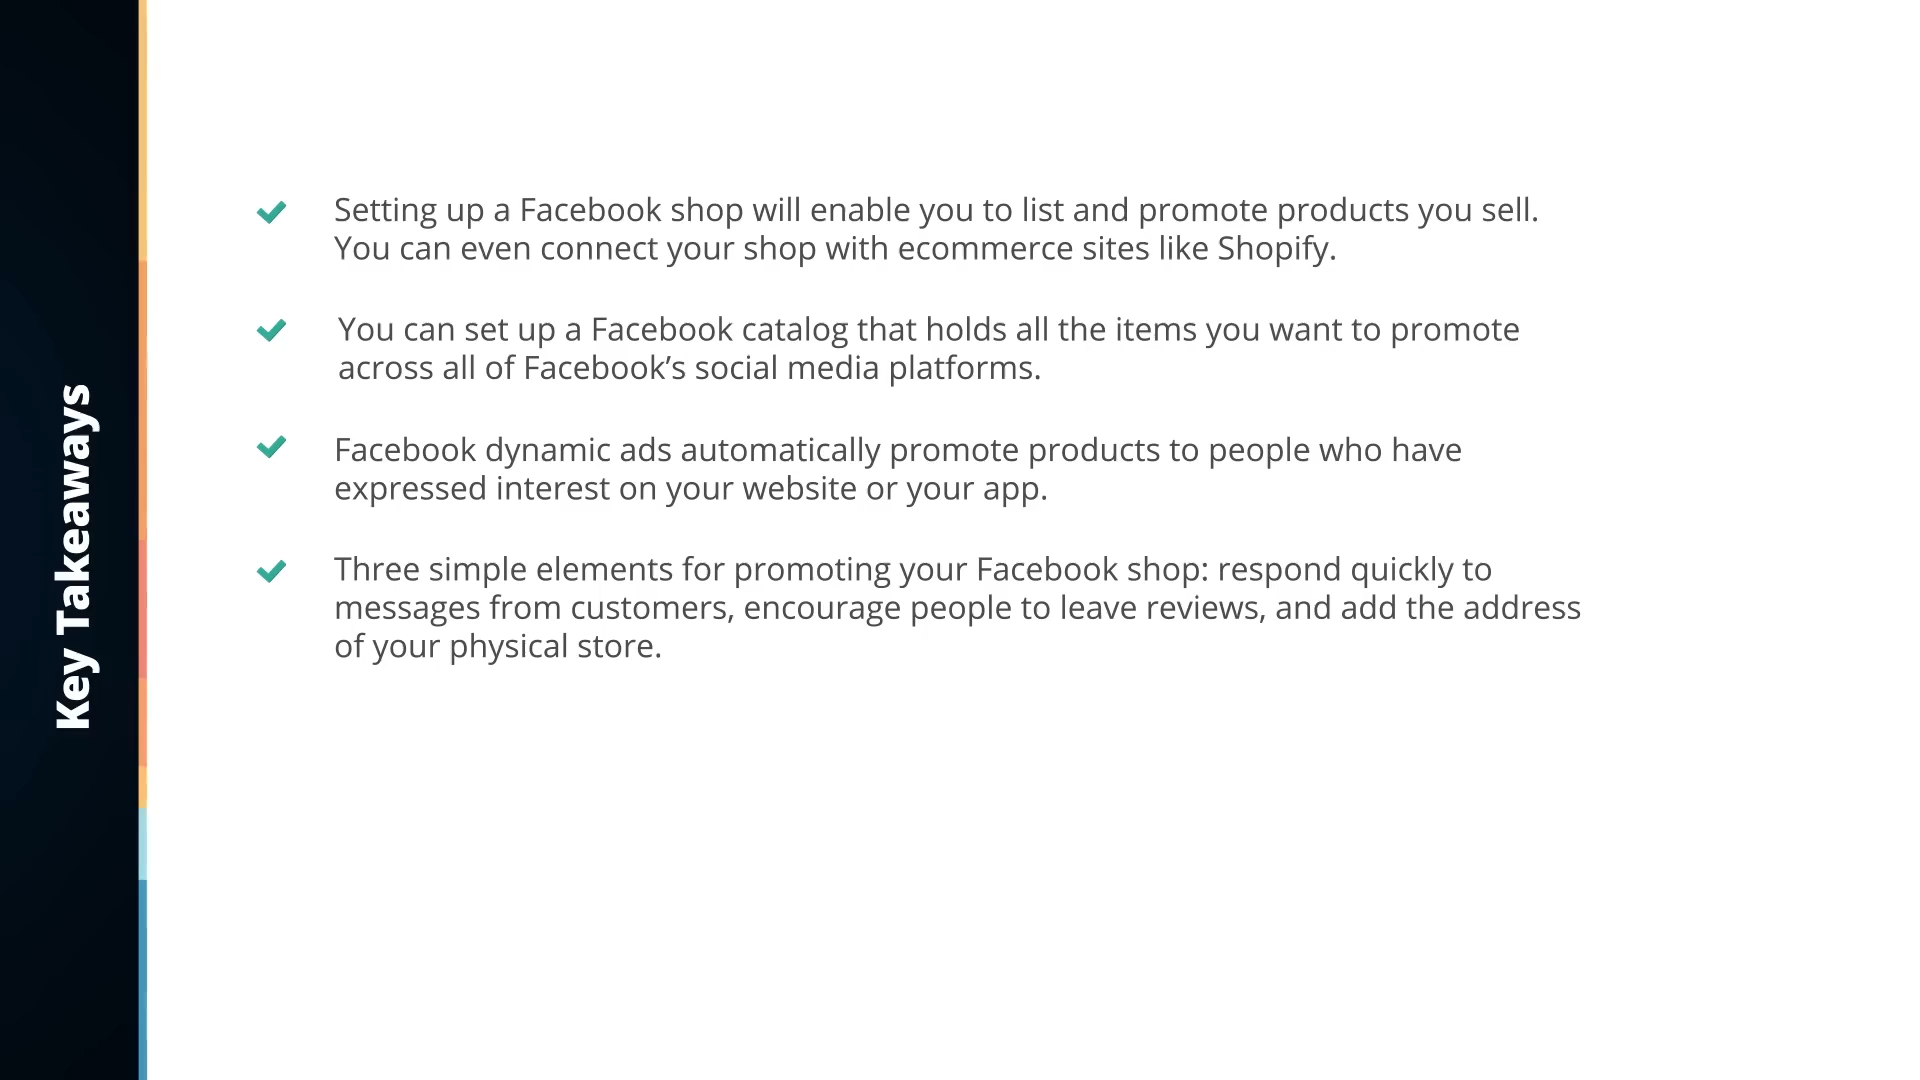 Key Takeaways
Setting up a Facebook shop will enable you to list and promote products you sell.
You can even connect your shop with ecommerce sites like Shopify.
You can set up a Facebook catalog that holds all the items you want to promote
across all of Facebook’s social media platforms.
Facebook dynamic ads automatically promote products to people who have
expressed interest on your website or your app.
Three simple elements for promoting your Facebook shop: respond quickly to
messages from customers, encourage people to leave reviews, and add the address
of your physical store.